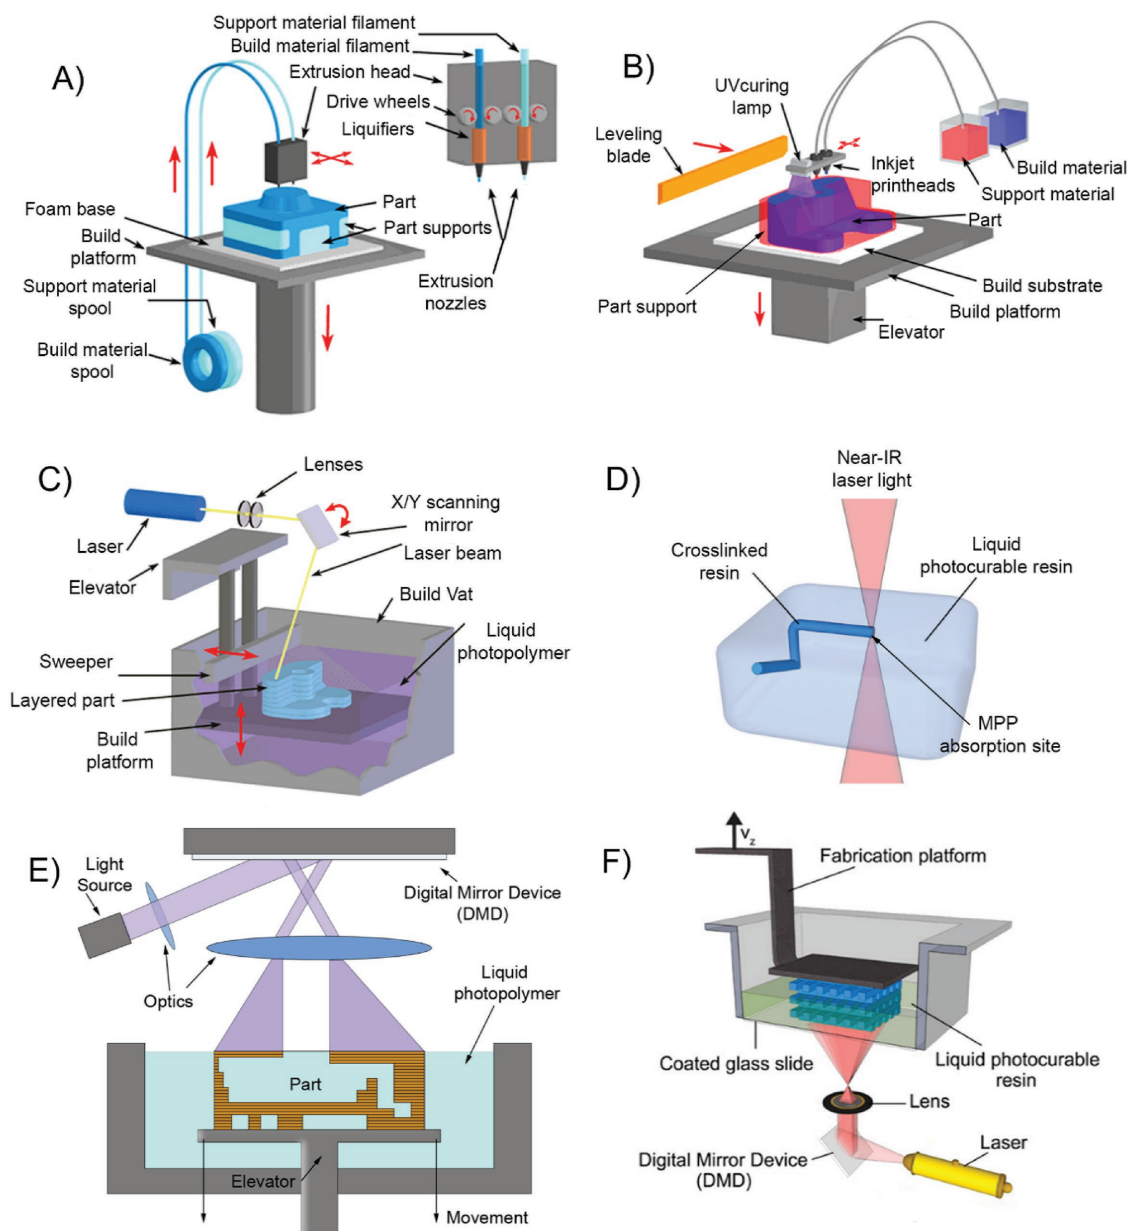 A)
Support material filament
Build material filament
Extrusion head
Drive wheels
Liquifiers
Foam base
Build
platform
Part
Part supports
Support material
spool
Extrusion
nozzles
Build material
spool
B)
UVcuring
lamp
Leveling
blade
Inkjet
printheads
Build material
Support material
Part
Build substrate
Part support
Build platform
Elevator
C)
Lenses
X/Y scanning
mirror
Laser
Laser beam
Elevator
Build Vat
Liquid
photopolymer
Sweeper
Layered part
Build
platform
D)
Near-IR
laser light
Crosslinked
resin
Liquid
photocurable resin
MPP
absorption site
E)
Light
Source
Digital Mirror Device
(DMD)
Optics
Liquid
photopolymer
Part
Elevator
Movement
F)
Vz
Fabrication platform
Coated glass slide
Liquid photocurable
resin
Lens
Laser
Digital Mirror Device
(DMD)